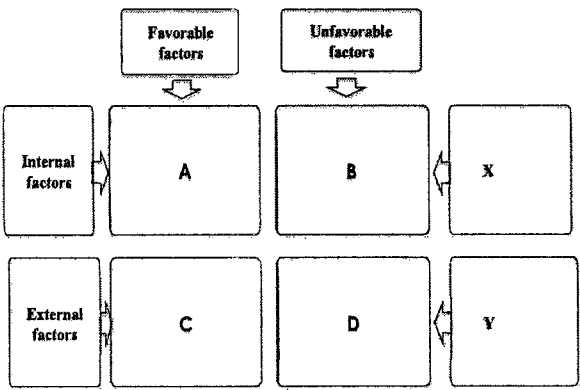 Favorable
factors
Unfavorable
factors
Internal
factors
A
B
X
External
factors
C
D
Y